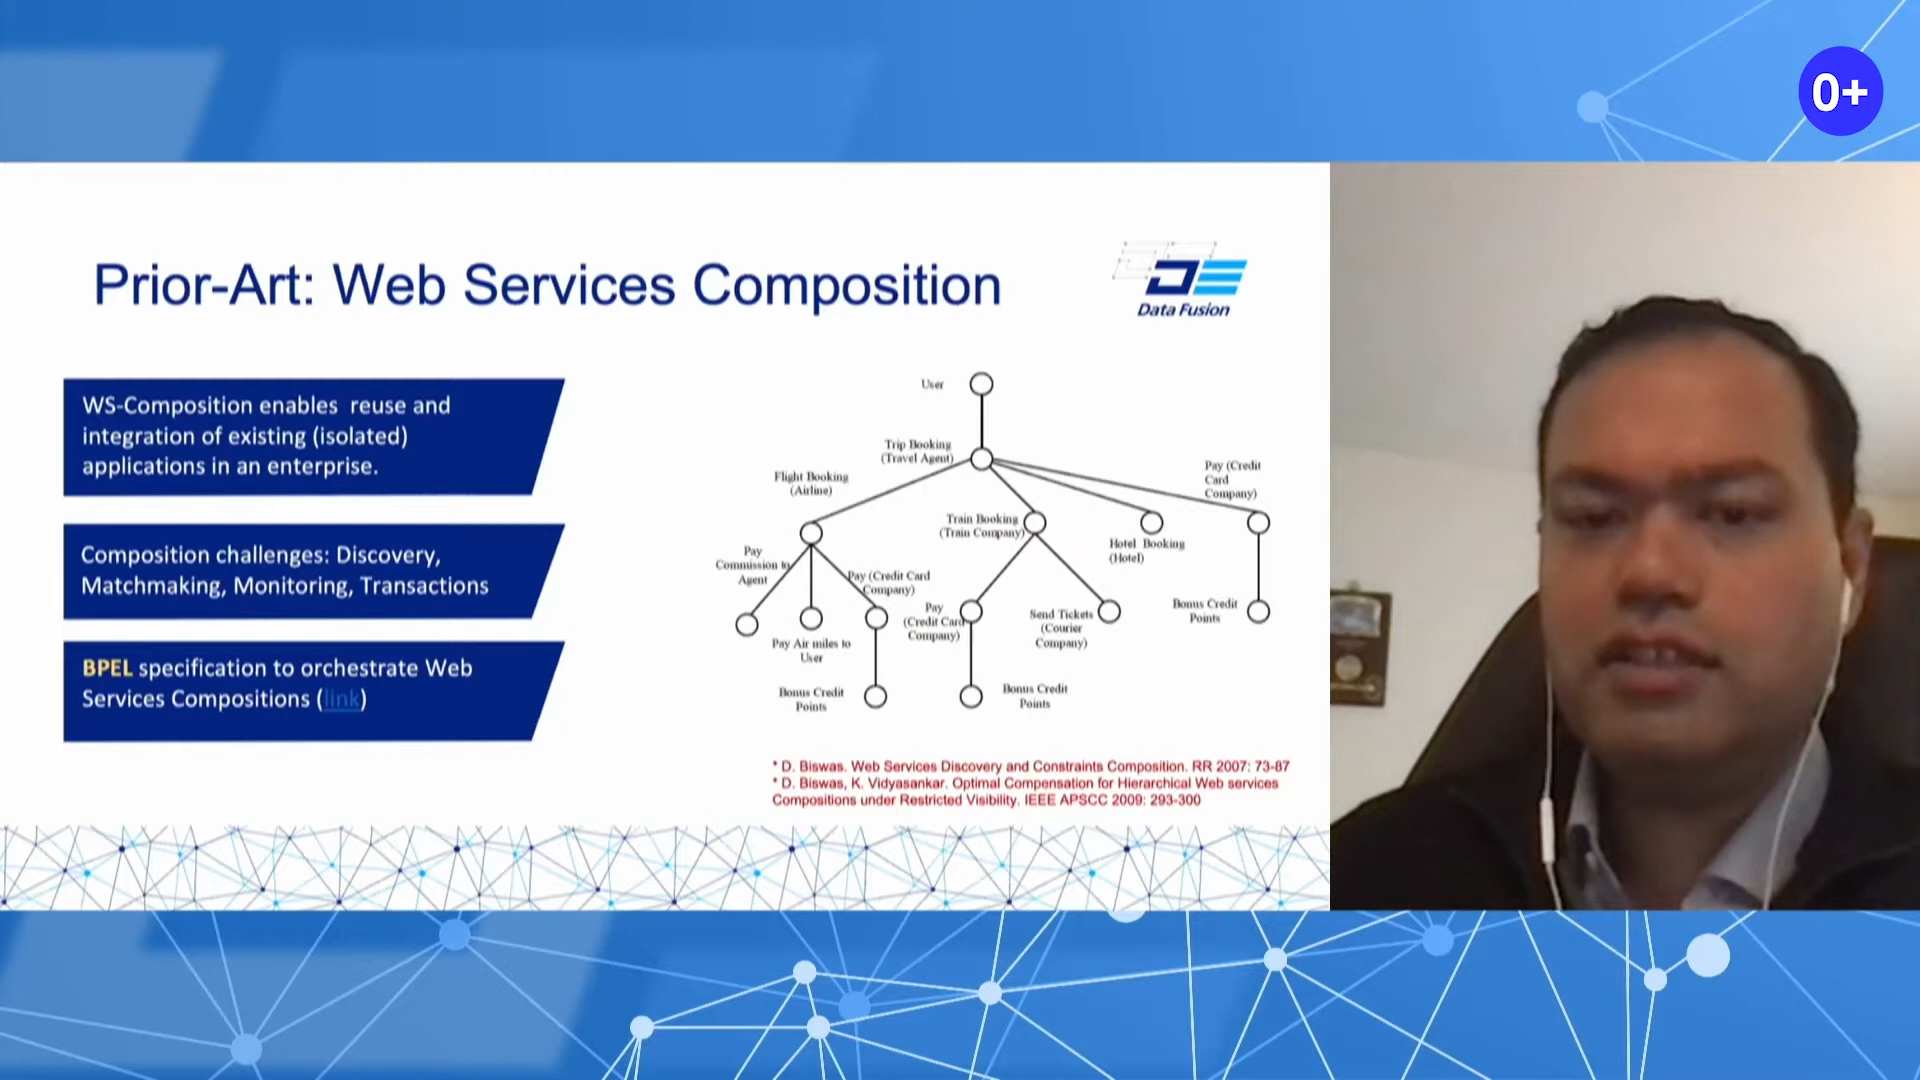 0+
Prior-Art: Web Services Composition
Data Fusion
WS-Composition enables reuse and
integration of existing (isolated)
applications in an enterprise.
Composition challenges: Discovery,
Matchmaking, Monitoring, Transactions
BPEL specification to orchestrate Web
Services Compositions (link)
User
Trip Booking
(Travel Agent)
Flight Booking
(Airline)
Pay (Credit
Card
Company)
Train Booking
(Train Company)
Hotel Booking
(Hotel)
Pay
Commission to
Agent
Pay (Credit Card
Company)
Pay
(Credit Card
Company)
Send Tickets
(Courier
Company)
Bonus Credit
Points
Pay Air miles to
User
Bonus Credit
Points
Bonus Credit
Points
* D. Biswas. Web Services Discovery and Constraints Composition. RR 2007: 73-87
* D. Biswas, K. Vidyasankar. Optimal Compensation for Hierarchical Web services
Compositions under Restricted Visibility. IEEE APSCC 2009: 293-300